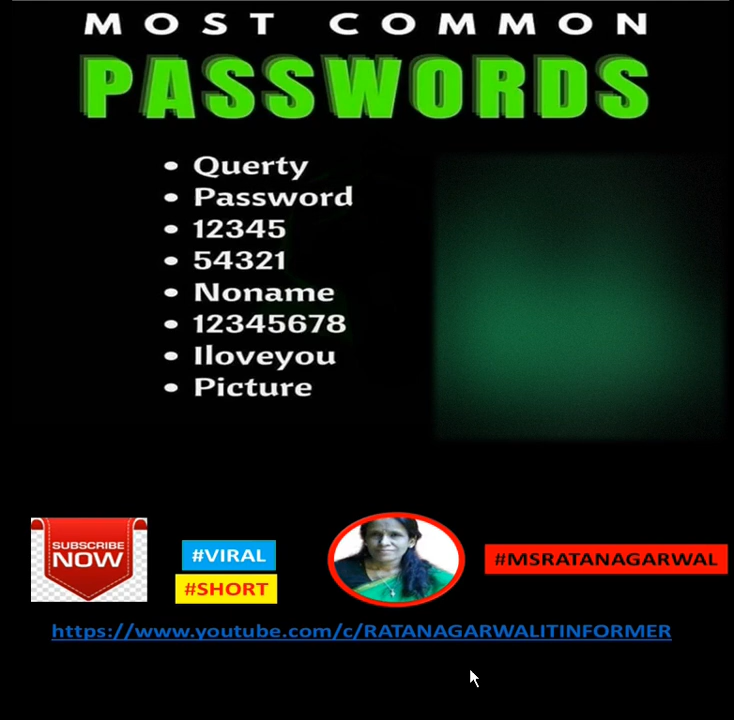 MOST COMMON
PASSWORDS
• Querty
• Password
• 12345
• 54321
• Noname
• 12345678
• Iloveyou
• Picture
SUBSCRIBE
NOW
#VIRAL
#SHORT
#MSRATANAGARWAL
https://www.youtube.com/c/RATANAGARWALITINFORMER